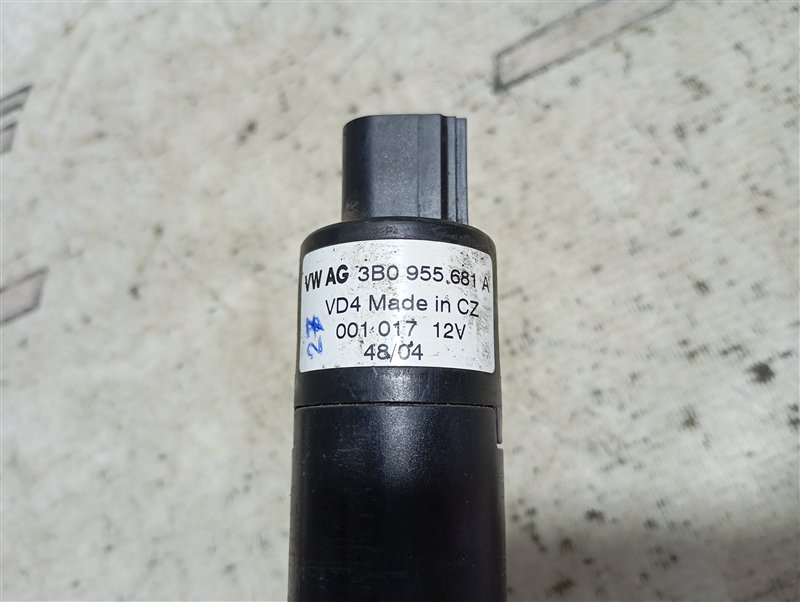 VW AG 3B0 955 681 A
VD4 Made in CZ
001 017 12V
48/04